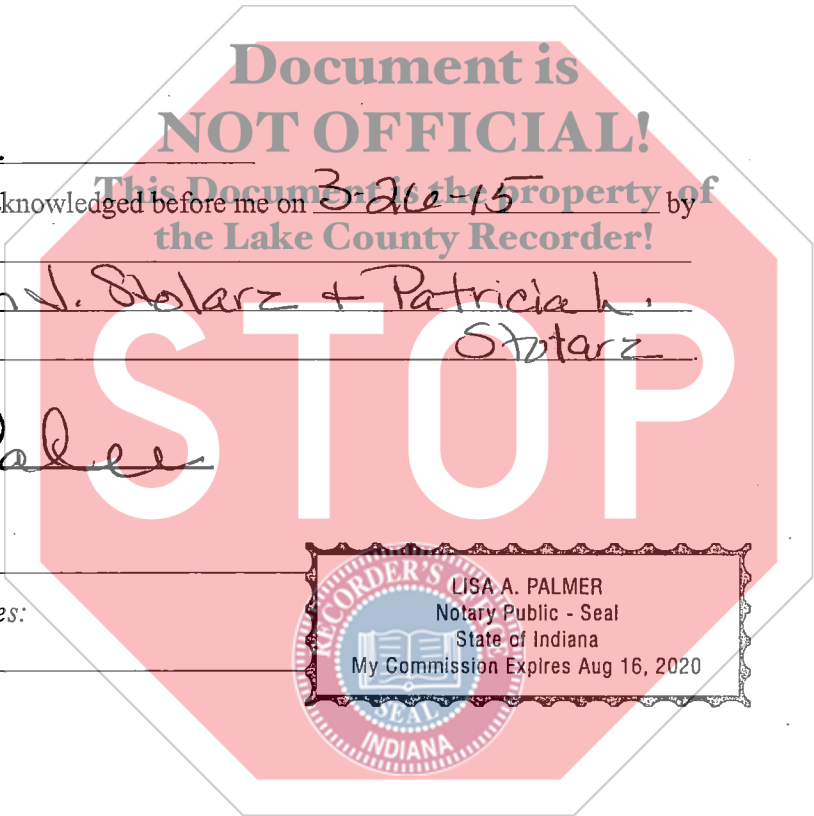 Document is
NOT OFFICIAL!
This Document is the property of
the Lake County Recorder!
knowledged before me on 3-26-15 by
n J. Stolarz + Patricia L.
Stolarz
STOP
es:
LISA A. PALMER
Notary Public - Seal
State of Indiana
My Commission Expires Aug 16, 2020
RECORDER'S OFFICE
SEAL
INDIANA